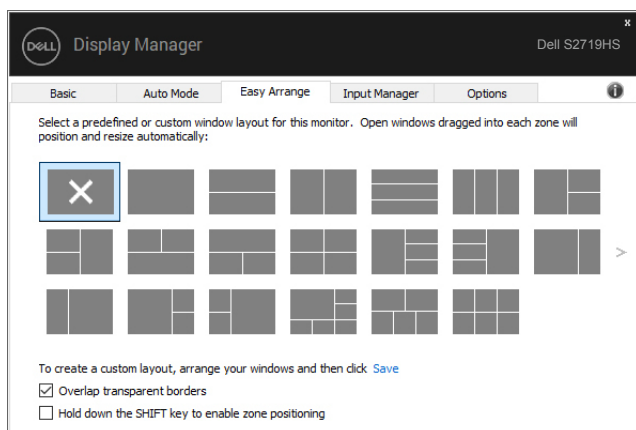 x
DELL Display Manager Dell S2719HS
Basic Auto Mode Easy Arrange Input Manager Options i
Select a predefined or custom window layout for this monitor. Open windows dragged into each zone will
position and resize automatically:
>
To create a custom layout, arrange your windows and then click Save
Overlap transparent borders
Hold down the SHIFT key to enable zone positioning